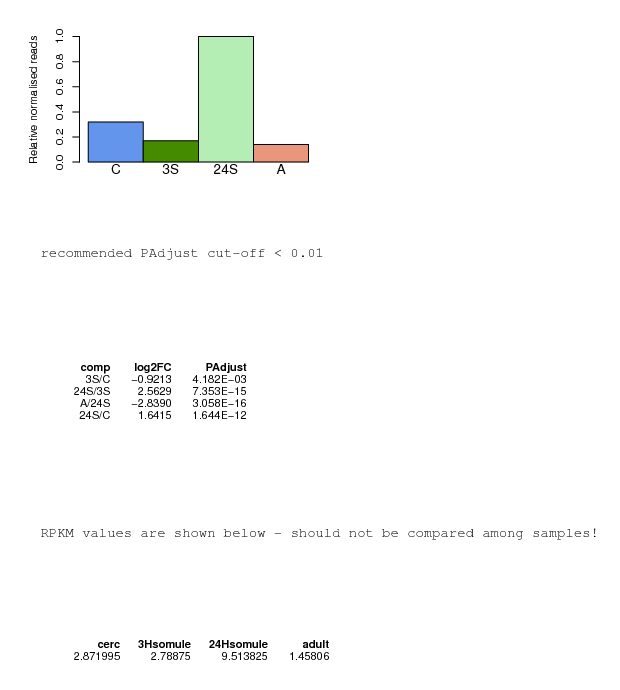 Relative normalised reads
1.0
0.8
0.6
0.4
0.2
0.0
C 3S 24S A
recommended PAdjust cut-off < 0.01
comp log2FC PAdjust
3S/C −0.9213 4.182E−03
24S/3S 2.5629 7.353E−15
A/24S −2.8390 3.058E−16
24S/C 1.6415 1.644E−12
RPKM values are shown below - should not be compared among samples!
cerc 3Hsomule 24Hsomule adult
2.871995 2.78875 9.513825 1.45806